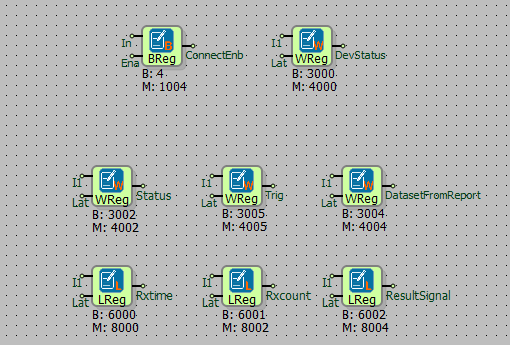 In B ConnectEnb
Ena BReg
B: 4
M: 1004
I1 W DevStatus
Lat WReg
B: 3000
M: 4000
I1 W Status
Lat WReg
B: 3002
M: 4002
I1 W Trig
Lat WReg
B: 3005
M: 4005
I1 W DatasetFromReport
Lat WReg
B: 3004
M: 4004
I1 L Rxtime
Lat LReg
B: 6000
M: 8000
I1 L Rxcount
Lat LReg
B: 6001
M: 8002
I1 L ResultSignal
Lat LReg
B: 6002
M: 8004